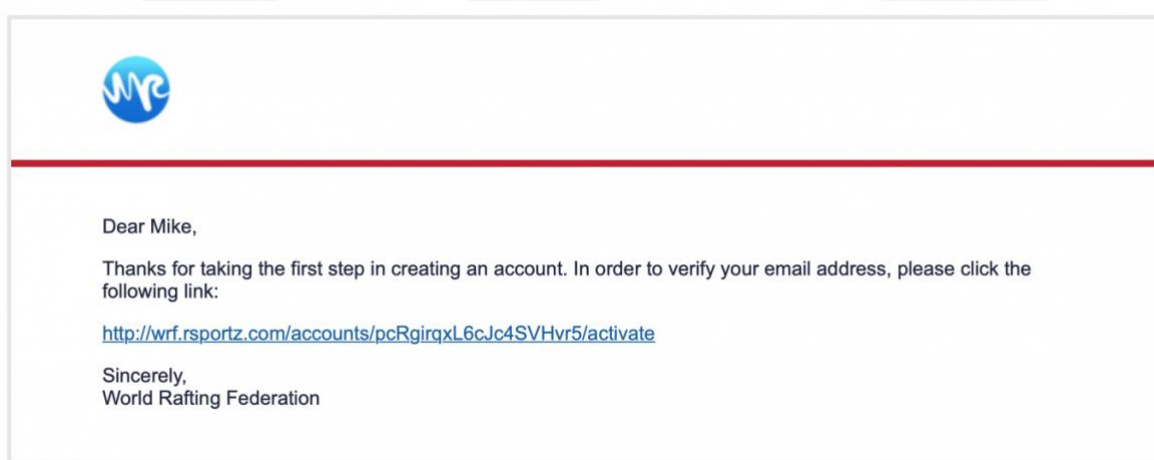 Dear Mike,
Thanks for taking the first step in creating an account. In order to verify your email address, please click the
following link:
http://wrf.rsportz.com/accounts/pcRgirqxL6cJc4SVHvr5/activate
Sincerely,
World Rafting Federation